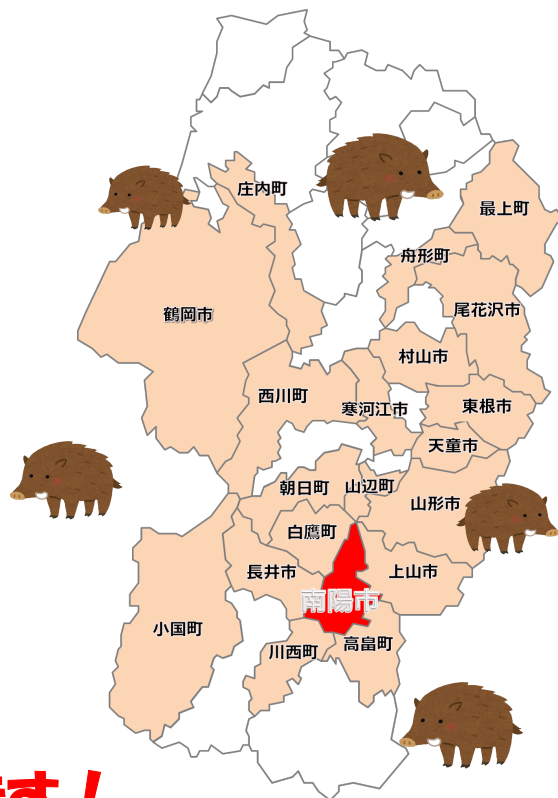 庄内町
最上町
舟形町
鶴岡市
尾花沢市
村山市
西川町
寒河江市
東根市
天童市
朝日町
山辺町
山形市
白鷹町
長井市
上山市
南陽市
小国町
高畠町
川西町
す!